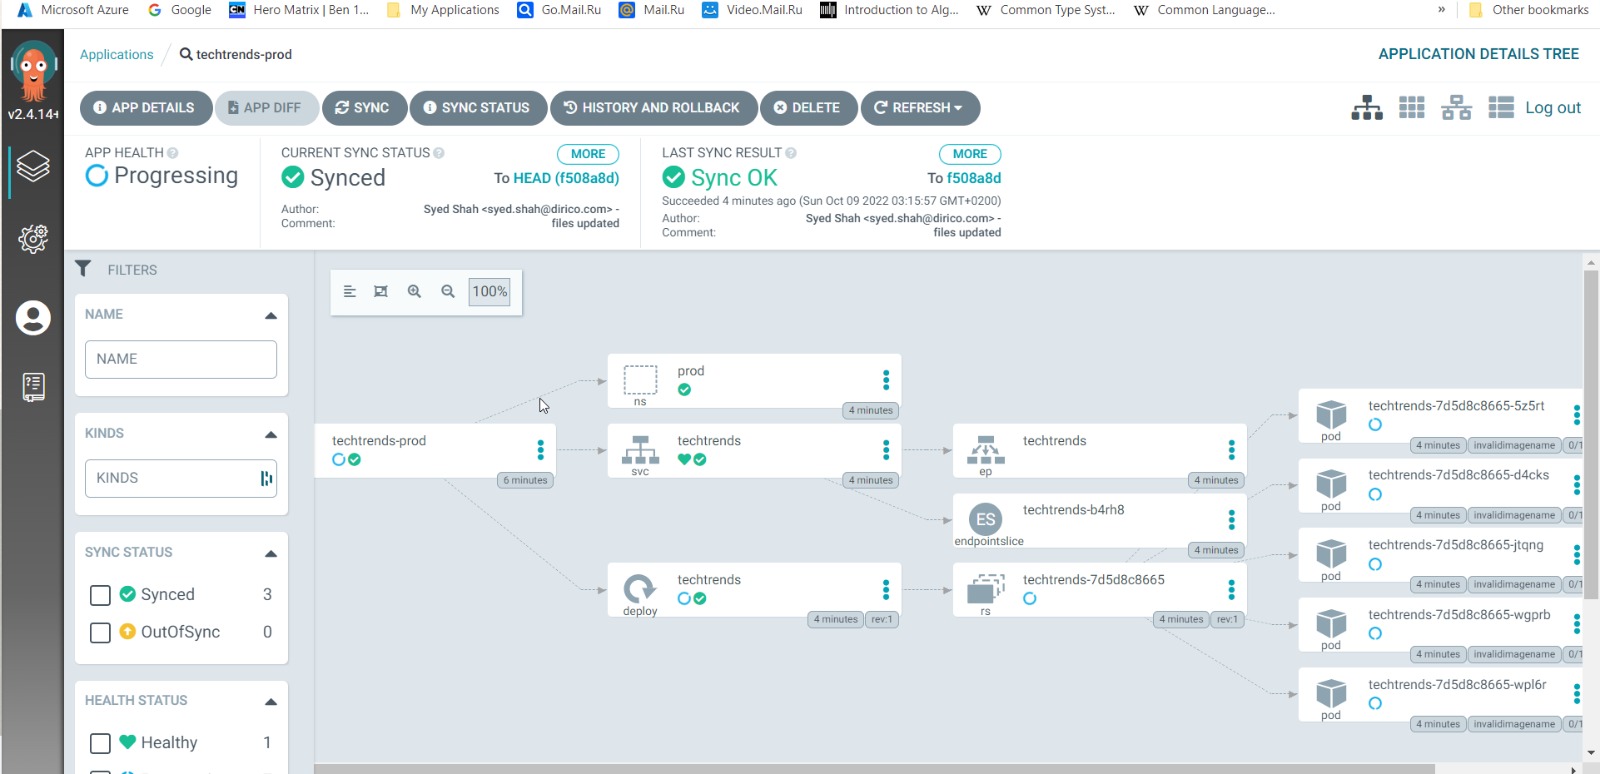 Microsoft Azure Google Hero Matrix | Ben 1... My Applications Go.Mail.Ru Mail.Ru Video.Mail.Ru Introduction to Alg... Common Type Syst... Common Language... » Other bookmarks
v2.4.14+
Applications techtrends-prod
APPLICATION DETAILS TREE
APP DETAILS APP DIFF SYNC SYNC STATUS HISTORY AND ROLLBACK DELETE REFRESH
Log out
APP HEALTH
Progressing
CURRENT SYNC STATUS
MORE
Synced
To HEAD (f508a8d)
Author: Syed Shah <syed.shah@dirico.com> -
Comment: files updated
LAST SYNC RESULT
MORE
Sync OK
To f508a8d
Succeeded 4 minutes ago (Sun Oct 09 2022 03:15:57 GMT+0200)
Author: Syed Shah <syed.shah@dirico.com> -
Comment: files updated
FILTERS
NAME
NAME
KINDS
KINDS
SYNC STATUS
Synced 3
OutOfSync 0
HEALTH STATUS
Healthy 1
100%
techtrends-prod
6 minutes
prod
ns
4 minutes
techtrends
svc
4 minutes
techtrends
deploy
4 minutes rev:1
techtrends
ep
4 minutes
ES
techtrends-b4rh8
endpointslice
4 minutes
techtrends-7d5d8c8665
rs
4 minutes rev:1
techtrends-7d5d8c8665-5z5rt
pod
4 minutes invalidimagename 0/1
techtrends-7d5d8c8665-d4cks
pod
4 minutes invalidimagename 0/1
techtrends-7d5d8c8665-jtqng
pod
4 minutes invalidimagename 0/1
techtrends-7d5d8c8665-wgprb
pod
4 minutes invalidimagename 0/1
techtrends-7d5d8c8665-wpl6r
pod
4 minutes invalidimagename 0/1